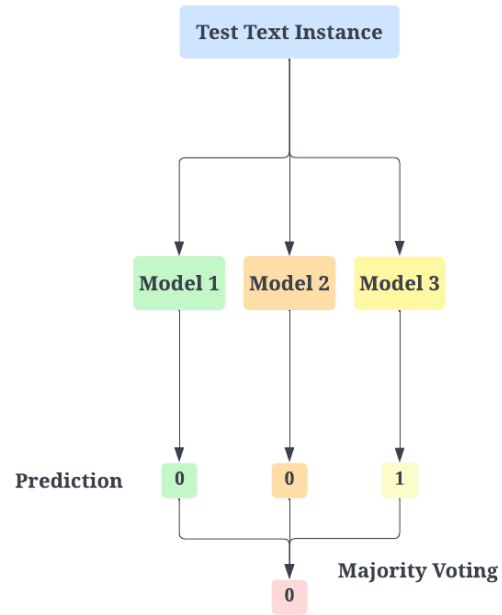 Test Text Instance
Model 1
Model 2
Model 3
Prediction
0
0
1
Majority Voting
0